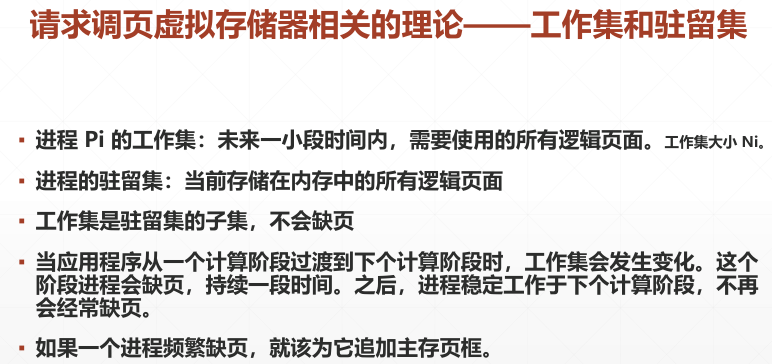 请求调页虚拟存储器相关的理论——工作集和驻留集
▪ 进程 Pi 的工作集：未来一小段时间内，需要使用的所有逻辑页面。工作集大小 Ni。
▪ 进程的驻留集：当前存储在内存中的所有逻辑页面
▪ 工作集是驻留集的子集，不会缺页
▪ 当应用程序从一个计算阶段过渡到下个计算阶段时，工作集会发生变化。这个
阶段进程会缺页，持续一段时间。之后，进程稳定工作于下个计算阶段，不再
会经常缺页。
▪ 如果一个进程频繁缺页，就该为它追加主存页框。